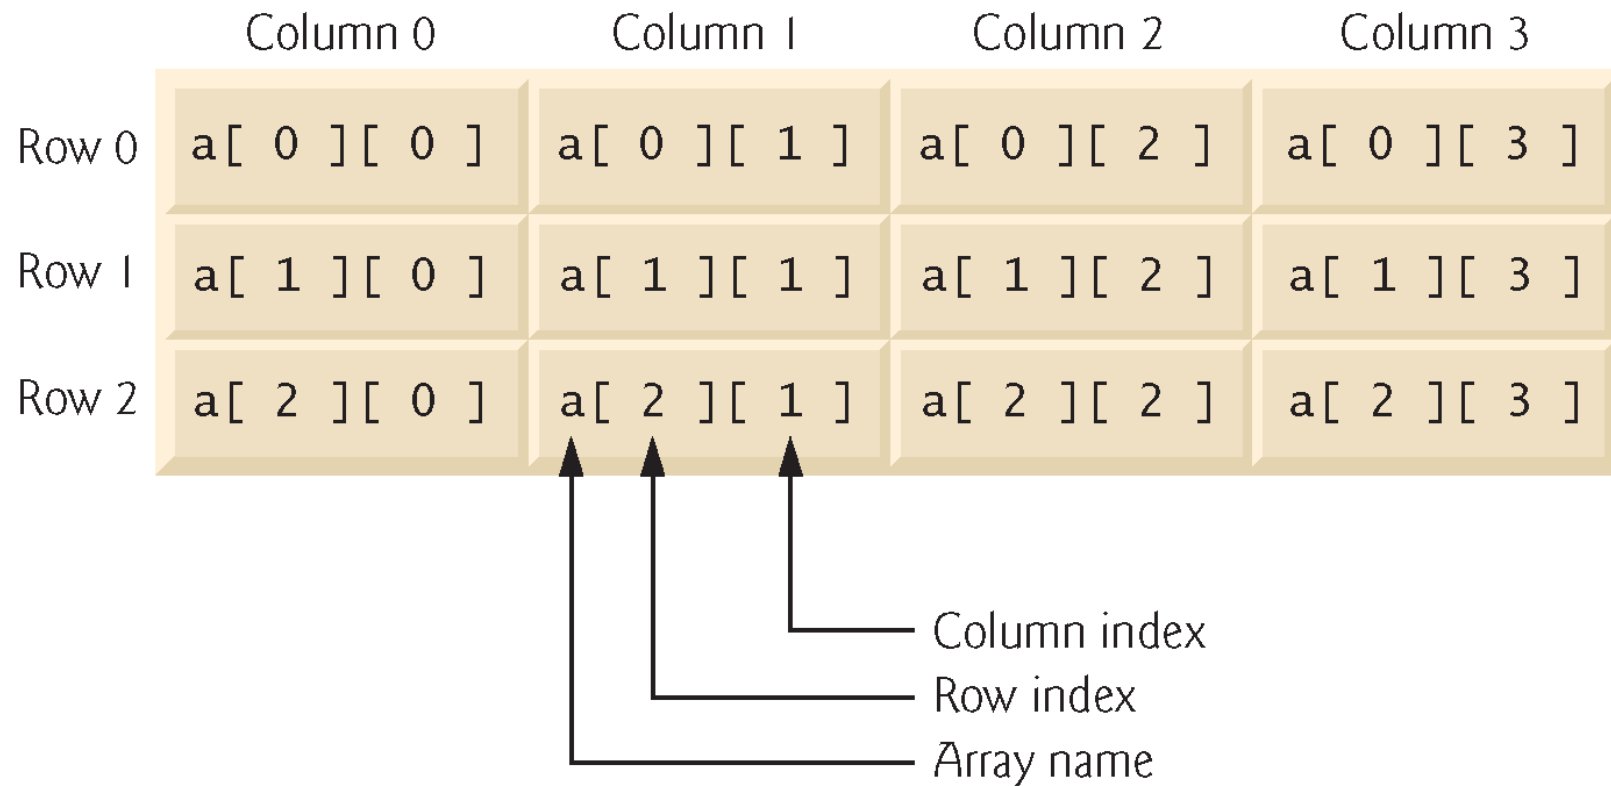 Column 0 Column 1 Column 2 Column 3
Row 0 a[ 0 ][ 0 ] a[ 0 ][ 1 ] a[ 0 ][ 2 ] a[ 0 ][ 3 ]
Row 1 a[ 1 ][ 0 ] a[ 1 ][ 1 ] a[ 1 ][ 2 ] a[ 1 ][ 3 ]
Row 2 a[ 2 ][ 0 ] a[ 2 ][ 1 ] a[ 2 ][ 2 ] a[ 2 ][ 3 ]
Column index
Row index
Array name